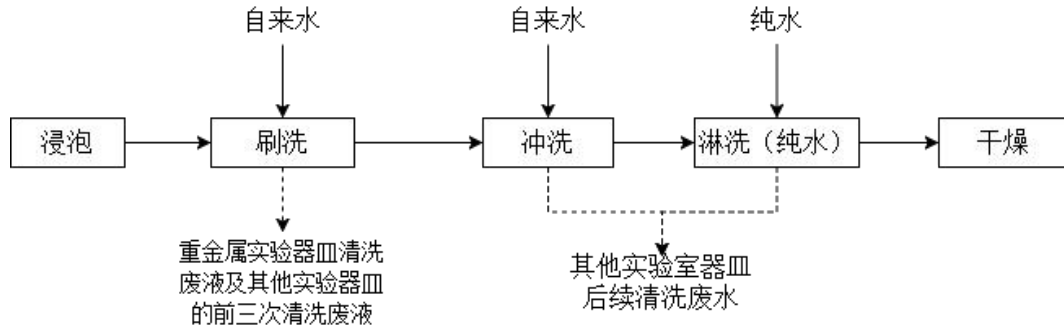 自来水
自来水
纯水
浸泡
刷洗
冲洗
淋洗（纯水）
干燥
重金属实验器皿清洗
废液及其他实验器皿
的前三次清洗废液
其他实验室器皿
后续清洗废水